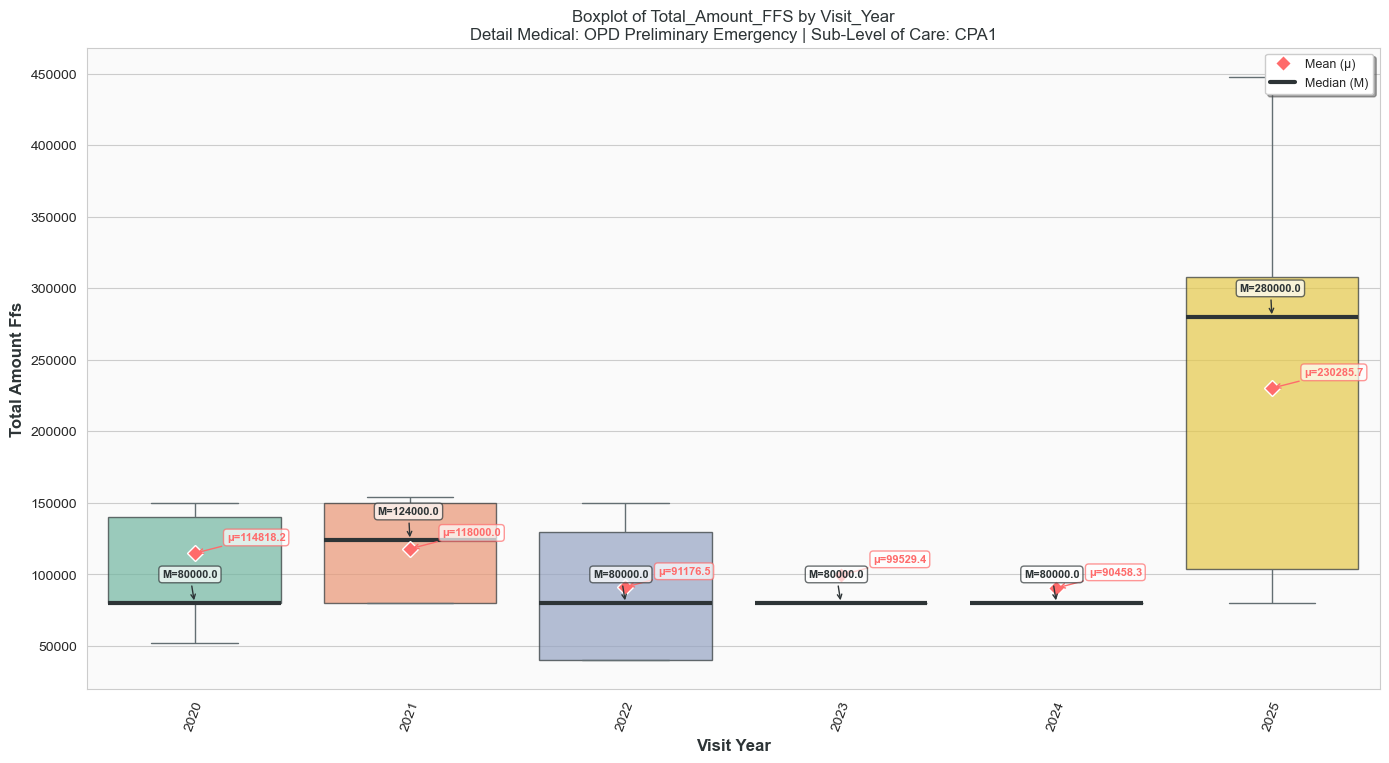 Boxplot of Total_Amount_FFS by Visit_Year
Detail Medical: OPD Preliminary Emergency | Sub-Level of Care: CPA1
Mean (μ)
Median (M)
Total Amount Ffs
450000
400000
350000
300000
250000
200000
150000
100000
50000
M=80000.0
μ=114818.2
M=124000.0
μ=118000.0
M=80000.0
μ=91176.5
M=80000.0
μ=99529.4
M=80000.0
μ=90458.3
M=280000.0
μ=230285.7
2020
2021
2022
2023
2024
2025
Visit Year